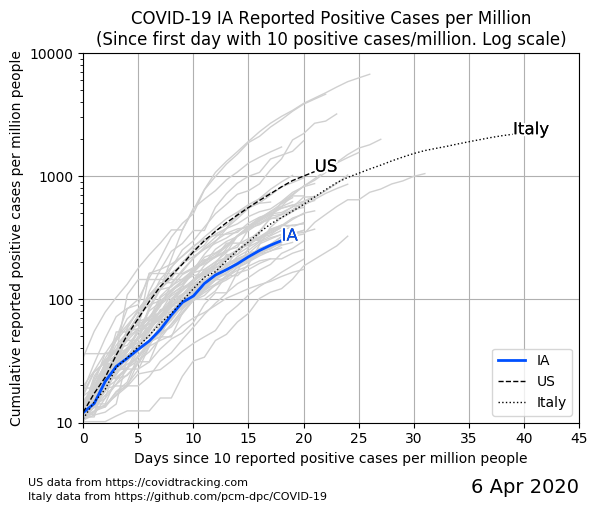 COVID-19 IA Reported Positive Cases per Million
(Since first day with 10 positive cases/million. Log scale)
Cumulative reported positive cases per million people
10000
1000
100
10
Italy
US
IA
IA
US
Italy
0 5 10 15 20 25 30 35 40 45
Days since 10 reported positive cases per million people
US data from https://covidtracking.com
Italy data from https://github.com/pcm-dpc/COVID-19
6 Apr 2020